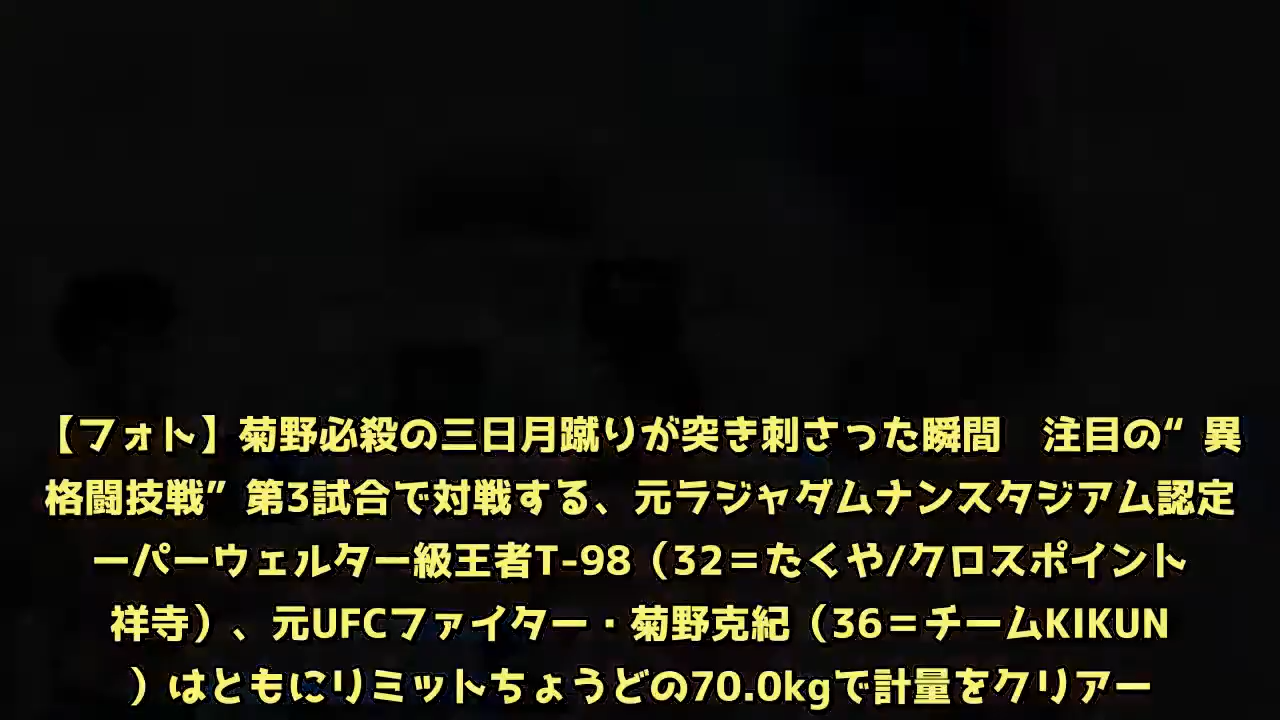 【フォト】菊野必殺の三日月蹴りが突き刺さった瞬間　注目の“異
格闘技戦”第3試合で対戦する、元ラジャダムナンスタジアム認定
ーパーウェルター級王者T-98（32＝たくや/クロスポイント
祥寺）、元UFCファイター・菊野克紀（36＝チームKIKUN
）はともにリミットちょうどの70.0kgで計量をクリアー